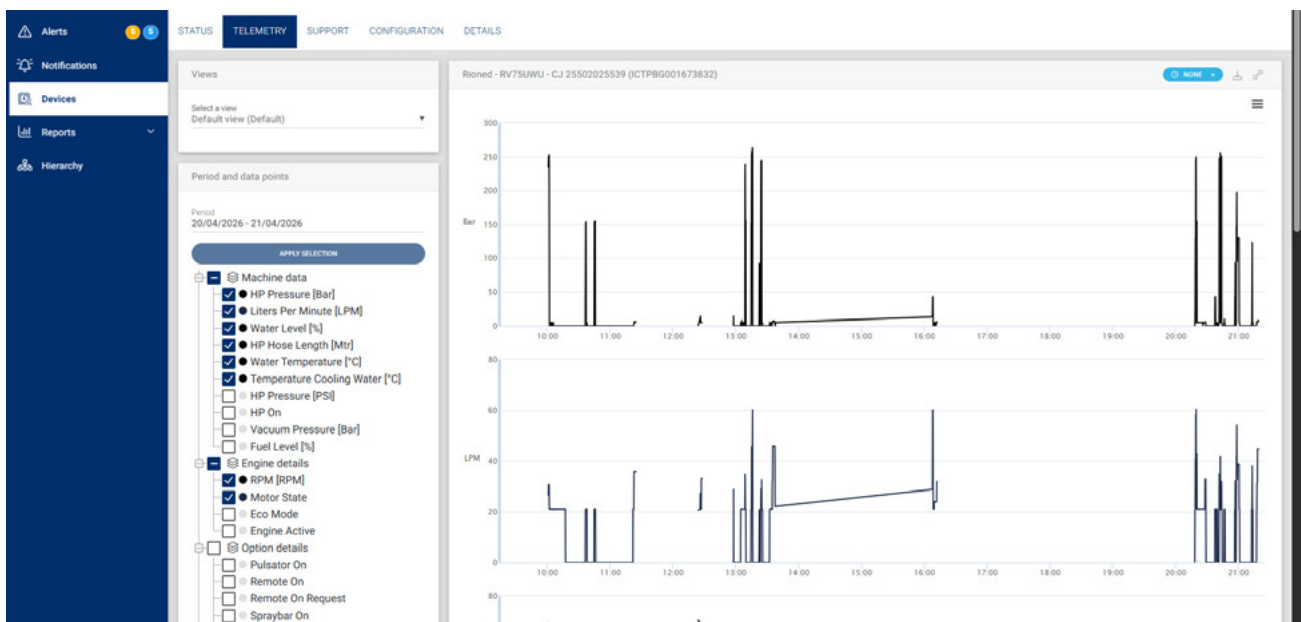 Alerts
5 5
Notifications
Devices
Reports
Hierarchy
STATUS TELEMETRY SUPPORT CONFIGURATION DETAILS
Views
Select a view
Default view (Default)
Period and data points
Period
20/04/2026 - 21/04/2026
APPLY SELECTION
Machine data
HP Pressure [Bar]
Liters Per Minute [LPM]
Water Level [%]
HP Hose Length [Mtr]
Water Temperature [°C]
Temperature Cooling Water [°C]
HP Pressure [PSI]
HP On
Vacuum Pressure [Bar]
Fuel Level [%]
Engine details
RPM [RPM]
Motor State
Eco Mode
Engine Active
Option details
Pulsator On
Remote On
Remote On Request
Spraybar On
Rioned - RV75UWU - CJ 25502025539 (ICTPBG001673832)
NONE
300
250
200
Bar 150
100
50
0
10:00 11:00 12:00 13:00 14:00 15:00 16:00 17:00 18:00 19:00 20:00 21:00
80
60
LPM 40
20
0
10:00 11:00 12:00 13:00 14:00 15:00 16:00 17:00 18:00 19:00 20:00 21:00
80